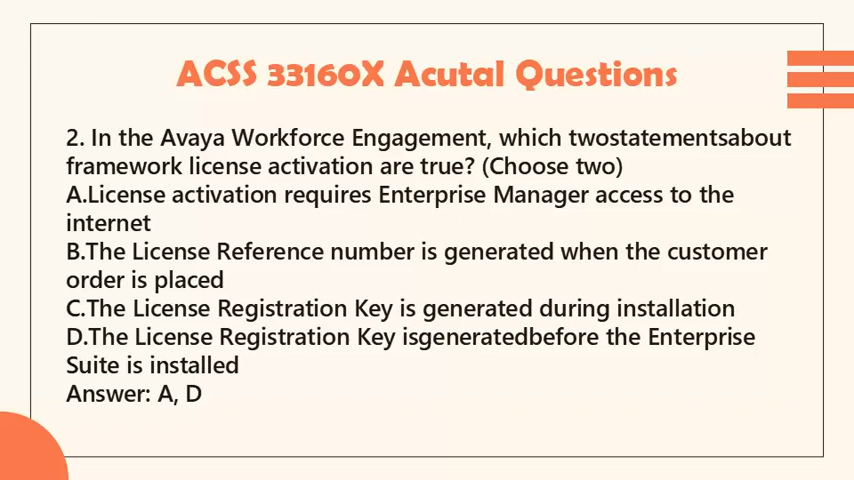 ACSS 33160X Acutal Questions
2. In the Avaya Workforce Engagement, which twostatementsabout
framework license activation are true? (Choose two)
A.License activation requires Enterprise Manager access to the
internet
B.The License Reference number is generated when the customer
order is placed
C.The License Registration Key is generated during installation
D.The License Registration Key isgeneratedbefore the Enterprise
Suite is installed
Answer: A, D